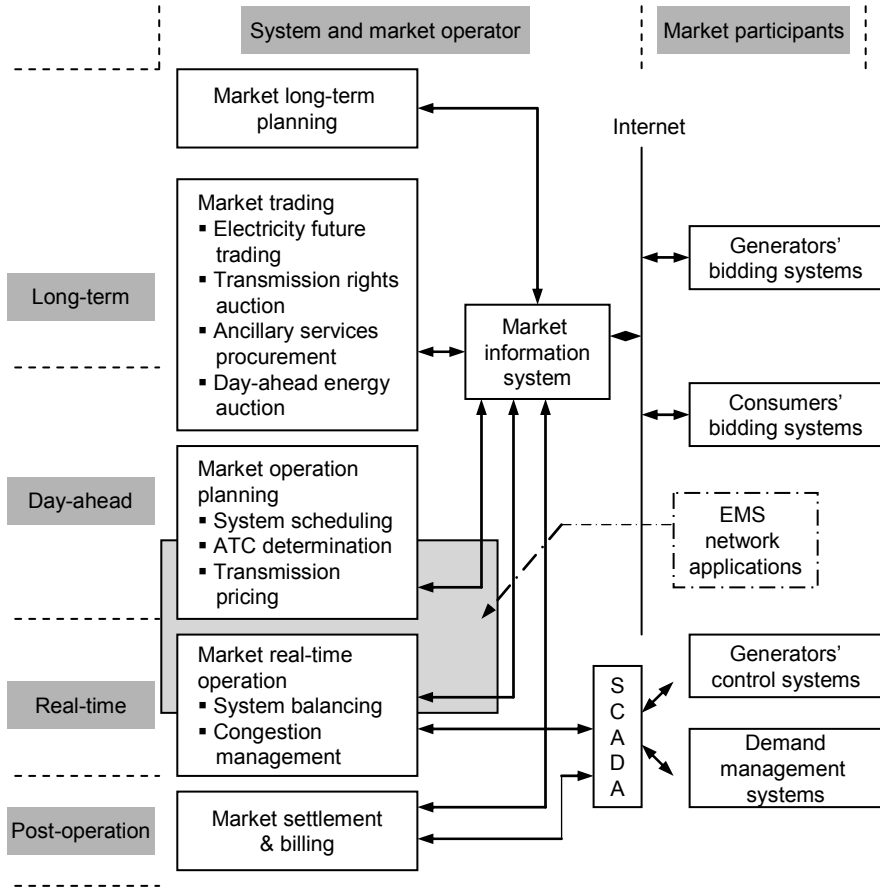 System and market operator
Market participants
Market long-term
planning
Internet
Market trading
▪ Electricity future
trading
▪ Transmission rights
auction
▪ Ancillary services
procurement
▪ Day-ahead energy
auction
Long-term
Market
information
system
Generators’
bidding systems
Consumers’
bidding systems
Day-ahead
Market operation
planning
▪ System scheduling
▪ ATC determination
▪ Transmission
pricing
EMS
network
applications
Real-time
Market real-time
operation
▪ System balancing
▪ Congestion
management
S
C
A
D
A
Generators’
control systems
Demand
management
systems
Post-operation
Market settlement
& billing